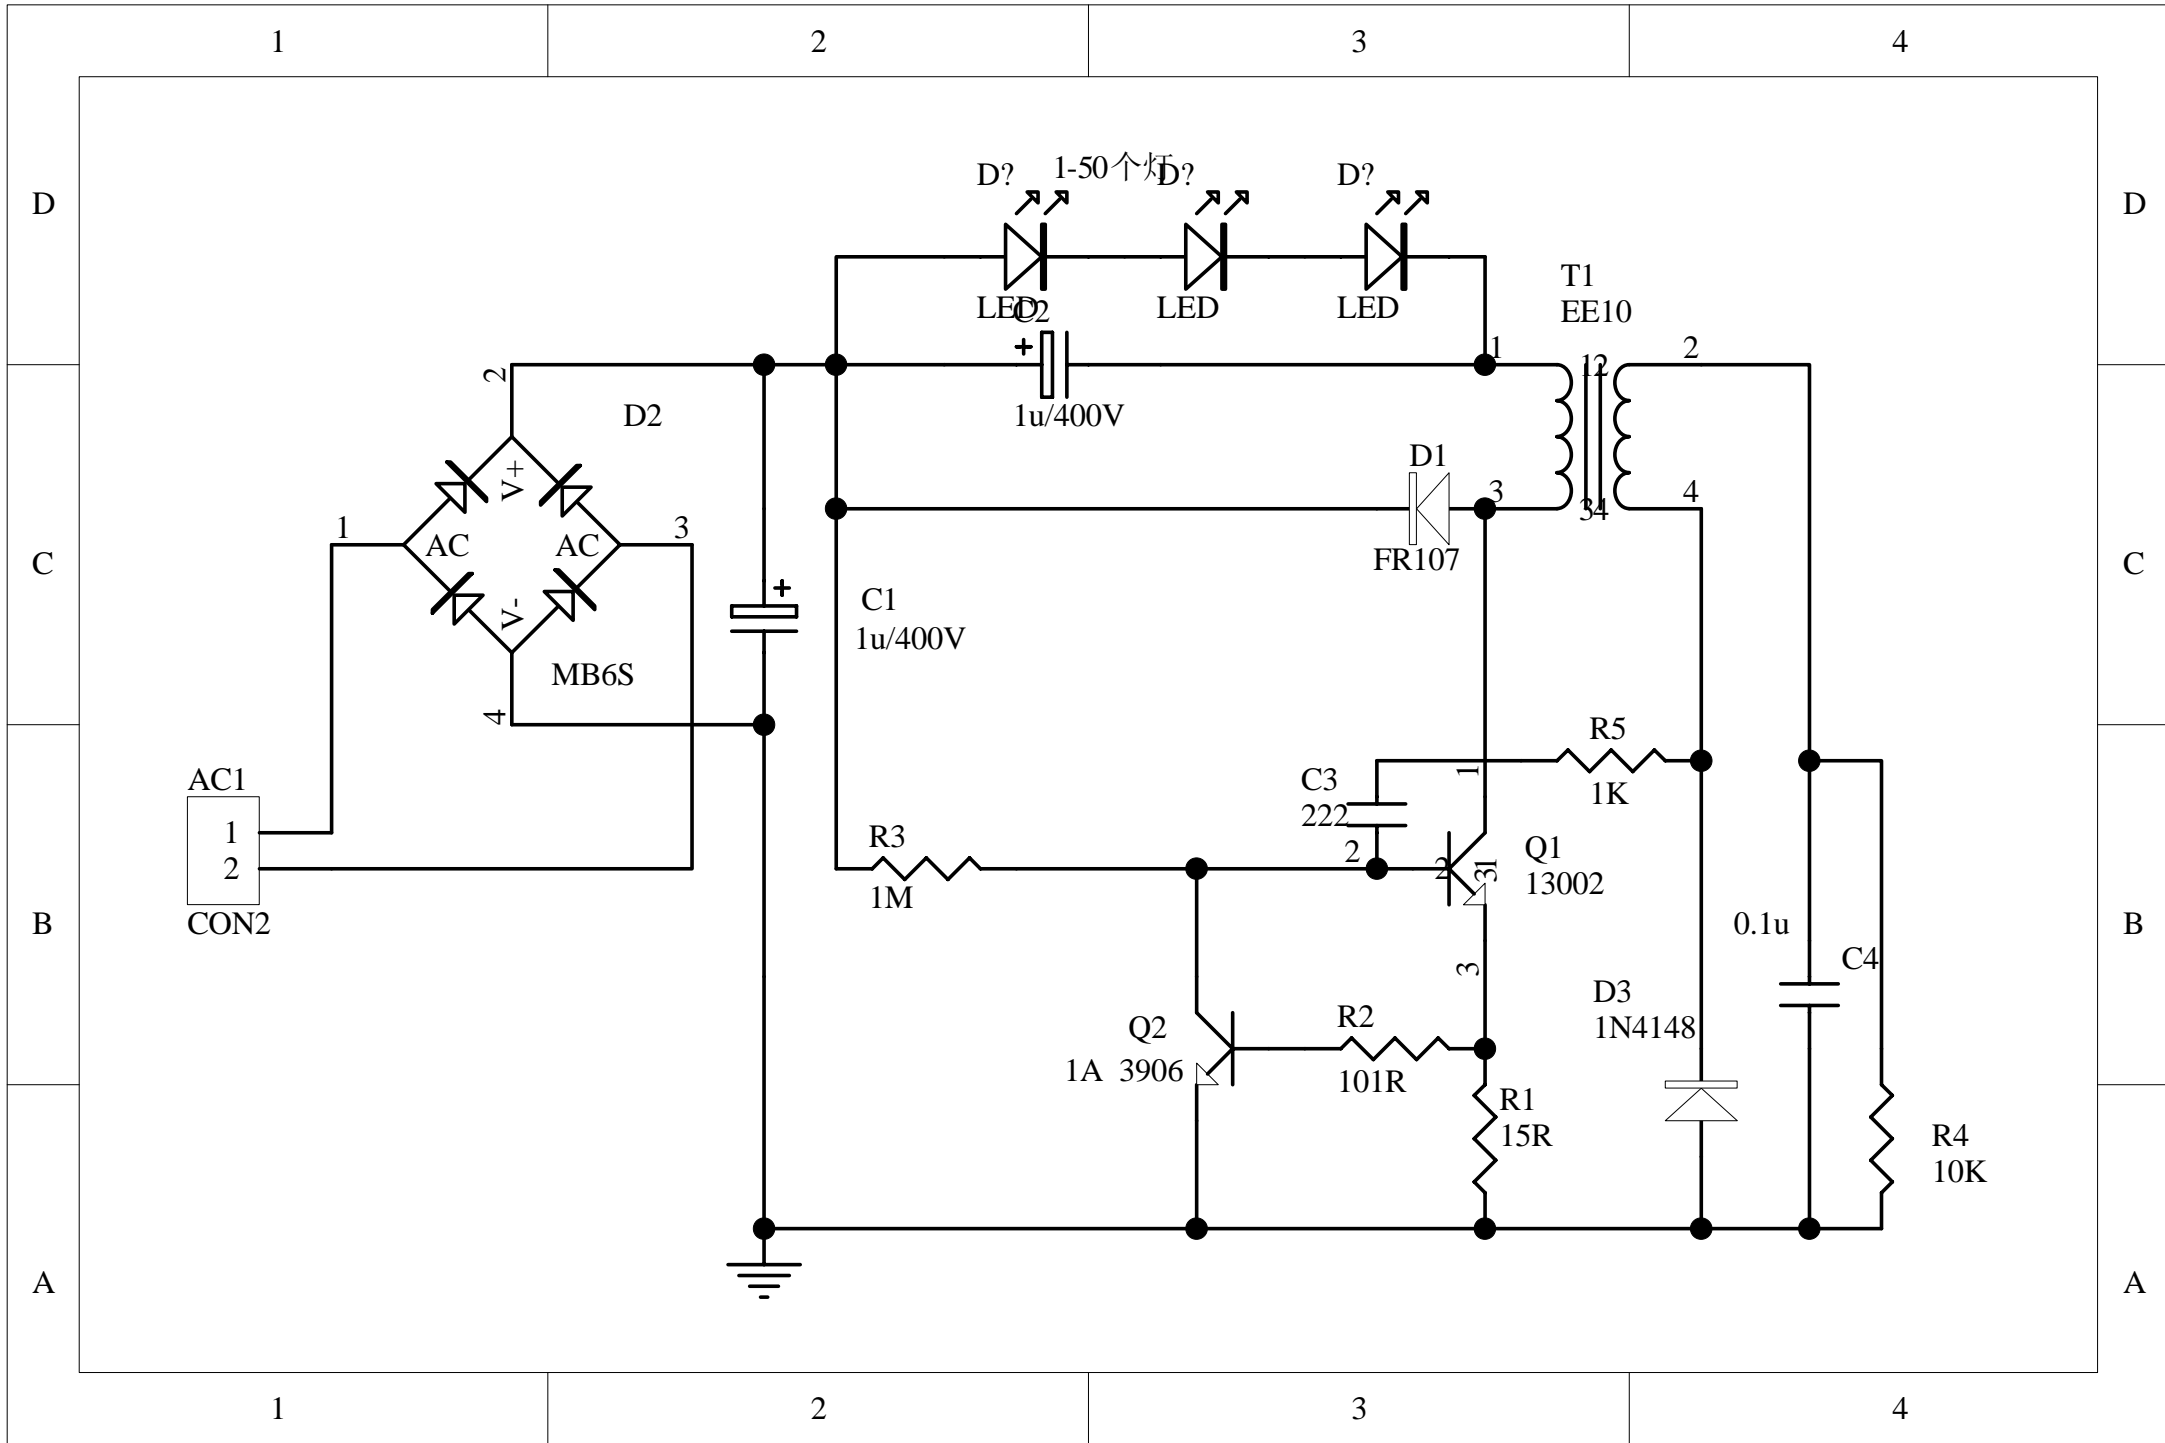 1 2 3 4
D? 1-50个灯 D? D?
D D
LED LED LED
C2
+
1u/400V
T1
EE10
1 12 2
2
D2
V+
D1
3 34 4
FR107
1 AC AC 3
C C
V-
MB6S
4
+
C1
1u/400V
R5
1K
AC1
1
2
CON2
C3
222
1
R3
1M
2 2 31
Q1
13002
B B
3
0.1u
C4
D3
1N4148
Q2
1A 3906
R2
101R
R1
15R
R4
10K
A A
1 2 3 4